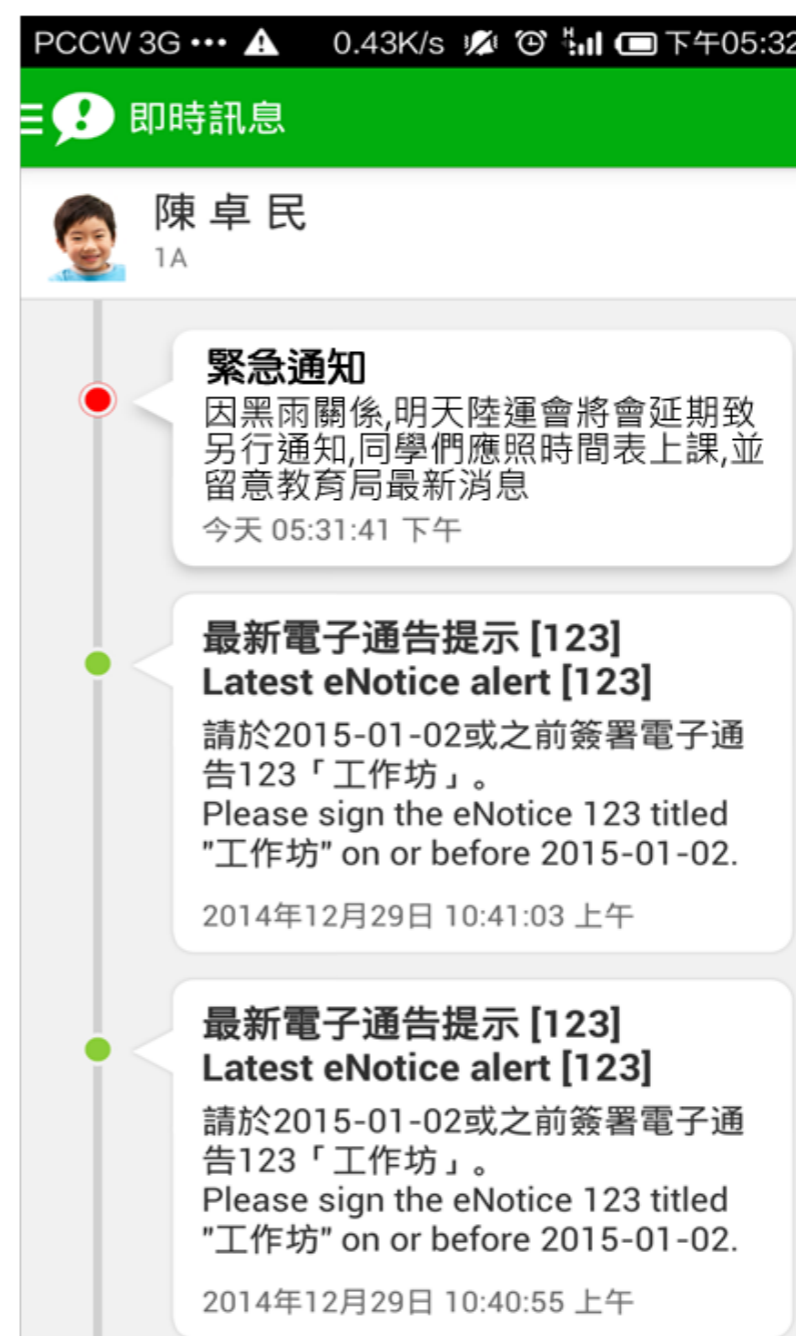 PCCW 3G ••• 0.43K/s 下午05:32
即時訊息
陳 卓 民
1A
緊急通知
因黑雨關係,明天陸運會將會延期致
另行通知,同學們應照時間表上課,並
留意教育局最新消息
今天 05:31:41 下午
最新電子通告提示 [123]
Latest eNotice alert [123]
請於2015-01-02或之前簽署電子通
告123「工作坊」。
Please sign the eNotice 123 titled
"工作坊" on or before 2015-01-02.
2014年12月29日 10:41:03 上午
最新電子通告提示 [123]
Latest eNotice alert [123]
請於2015-01-02或之前簽署電子通
告123「工作坊」。
Please sign the eNotice 123 titled
"工作坊" on or before 2015-01-02.
2014年12月29日 10:40:55 上午